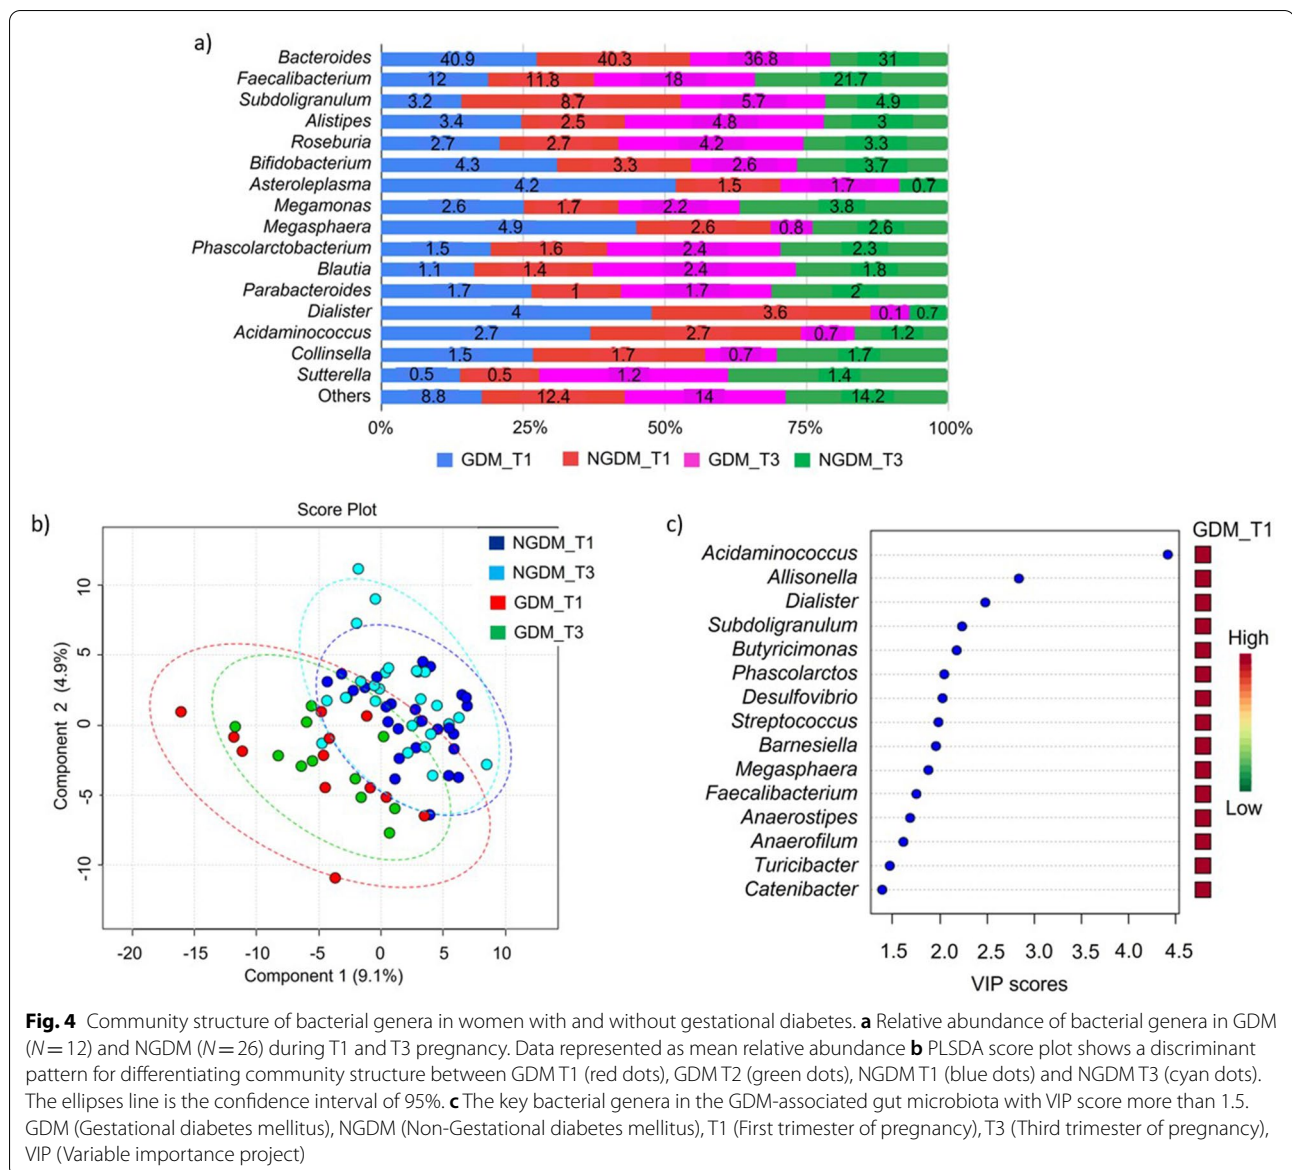 a)
Bacteroides 40.9 40.3 36.8 31
Faecalibacterium 12 11.8 18 21.7
Subdoligranulum 3.2 8.7 5.7 4.9
Alistipes 3.4 2.5 4.8 3
Roseburia 2.7 2.7 4.2 3.3
Bifidobacterium 4.3 3.3 2.6 3.7
Asteroleplasma 4.2 1.5 1.7 0.7
Megamonas 2.6 1.7 2.2 3.8
Megasphaera 4.9 2.6 0.8 2.6
Phascolarctobacterium 1.5 1.6 2.4 2.3
Blautia 1.1 1.4 2.4 1.8
Parabacteroides 1.7 1 1.7 2
Dialister 4 3.6 0.1 0.7
Acidaminococcus 2.7 2.7 0.7 1.2
Collinsella 1.5 1.7 0.7 1.7
Sutterella 0.5 0.5 1.2 1.4
Others 8.8 12.4 14 14.2
0% 25% 50% 75% 100%
GDM_T1 NGDM_T1 GDM_T3 NGDM_T3
b)
Score Plot
NGDM_T1
NGDM_T3
GDM_T1
GDM_T3
Component 2 (4.9%)
10
5
0
-5
-10
-20 -15 -10 -5 0 5 10
Component 1 (9.1%)
c)
GDM_T1
Acidaminococcus
Allisonella
Dialister
Subdoligranulum
Butyricimonas
Phascolarctos
Desulfovibrio
Streptococcus
Barnesiella
Megasphaera
Faecalibacterium
Anaerostipes
Anaerofilum
Turicibacter
Catenibacter
High
Low
1.5 2.0 2.5 3.0 3.5 4.0 4.5
VIP scores
Fig. 4 Community structure of bacterial genera in women with and without gestational diabetes. a Relative abundance of bacterial genera in GDM
(N = 12) and NGDM (N = 26) during T1 and T3 pregnancy. Data represented as mean relative abundance b PLSDA score plot shows a discriminant
pattern for differentiating community structure between GDM T1 (red dots), GDM T2 (green dots), NGDM T1 (blue dots) and NGDM T3 (cyan dots).
The ellipses line is the confidence interval of 95%. c The key bacterial genera in the GDM-associated gut microbiota with VIP score more than 1.5.
GDM (Gestational diabetes mellitus), NGDM (Non-Gestational diabetes mellitus), T1 (First trimester of pregnancy), T3 (Third trimester of pregnancy),
VIP (Variable importance project)